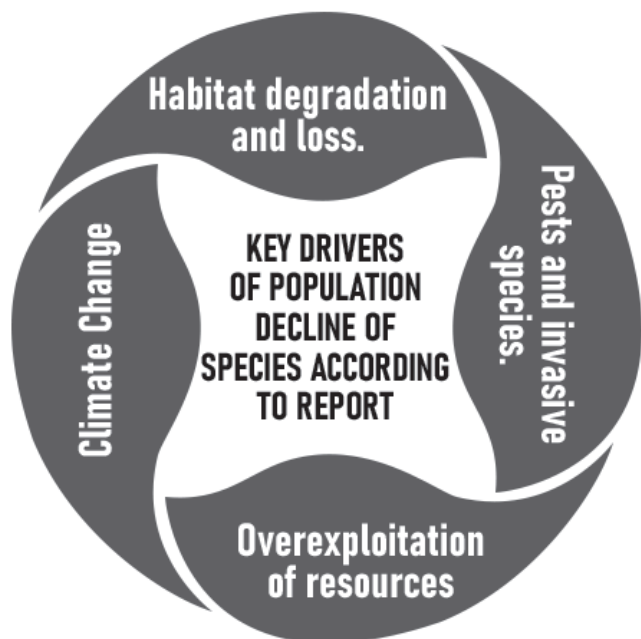 Habitat degradation
and loss.
Pests and invasive
species.
KEY DRIVERS
OF POPULATION
DECLINE OF
SPECIES ACCORDING
TO REPORT
Climate Change
Overexploitation
of resources